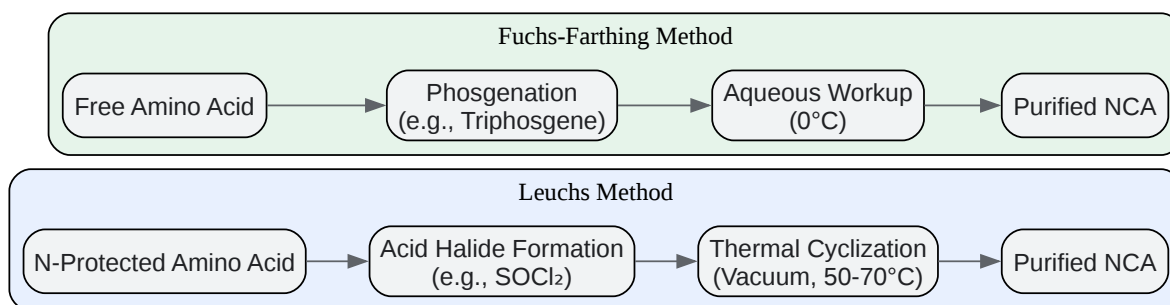 Fuchs-Farthing Method
Free Amino Acid
Phosgenation
(e.g., Triphosgene)
Aqueous Workup
(0°C)
Purified NCA
Leuchs Method
N-Protected Amino Acid
Acid Halide Formation
(e.g., SOCl₂)
Thermal Cyclization
(Vacuum, 50-70°C)
Purified NCA